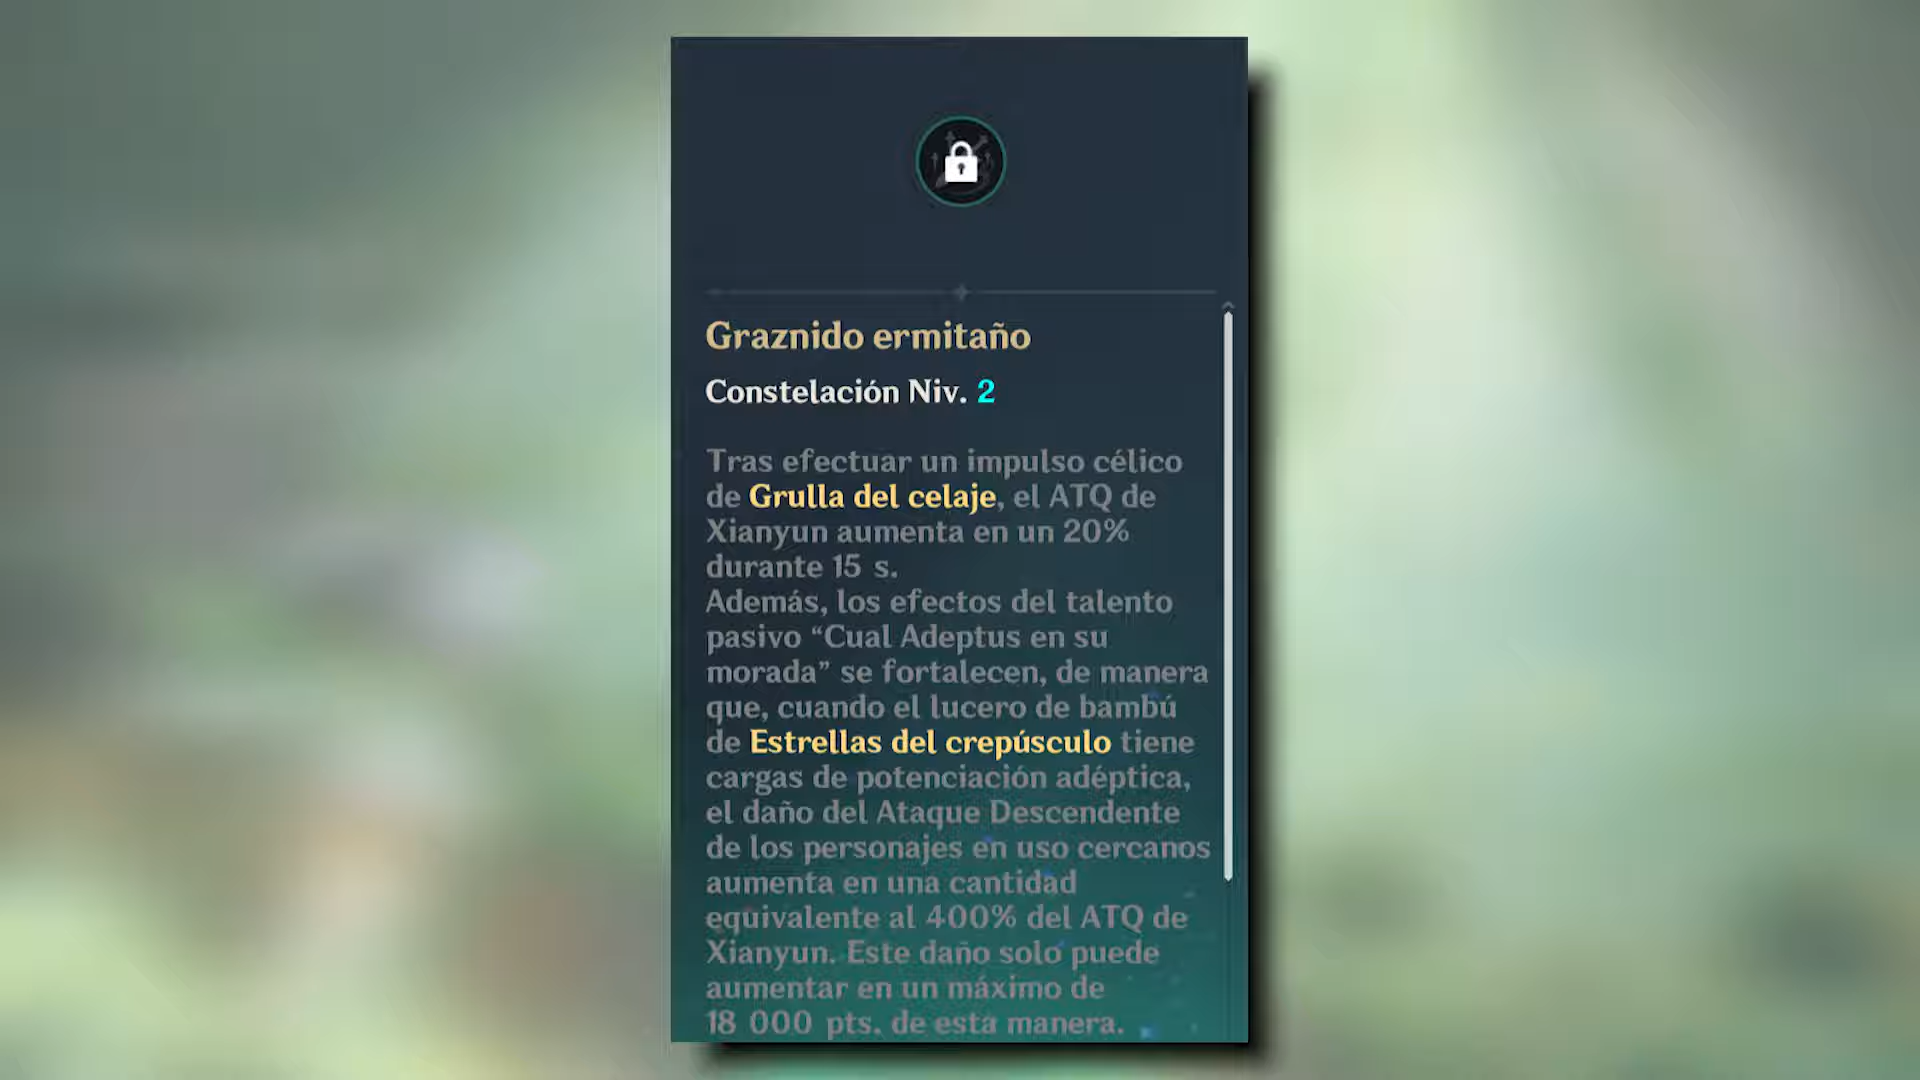 Graznido ermitaño
Constelación Niv. 2
Tras efectuar un impulso célico
de Grulla del celaje, el ATQ de
Xianyun aumenta en un 20%
durante 15 s.
Además, los efectos del talento
pasivo “Cual Adeptus en su
morada” se fortalecen, de manera
que, cuando el lucero de bambú
de Estrellas del crepúsculo tiene
cargas de potenciación adéptica,
el daño del Ataque Descendente
de los personajes en uso cercanos
aumenta en una cantidad
equivalente al 400% del ATQ de
Xianyun. Este daño solo puede
aumentar en un máximo de
18 000 pts. de esta manera.